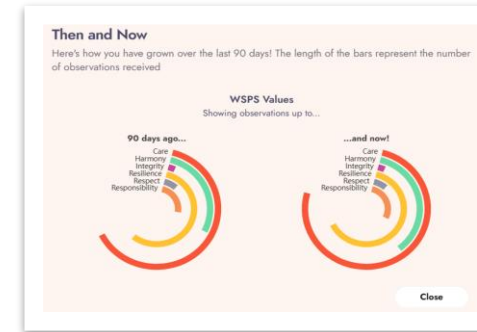 Then and Now
Here's how you have grown over the last 90 days! The length of the bars represent the number
of observations received
WSPS Values
Showing observations up to...
90 days ago...
Care
Harmony
Integrity
Resilience
Respect
Responsibility
...and now!
Care
Harmony
Integrity
Resilience
Respect
Responsibility
Close